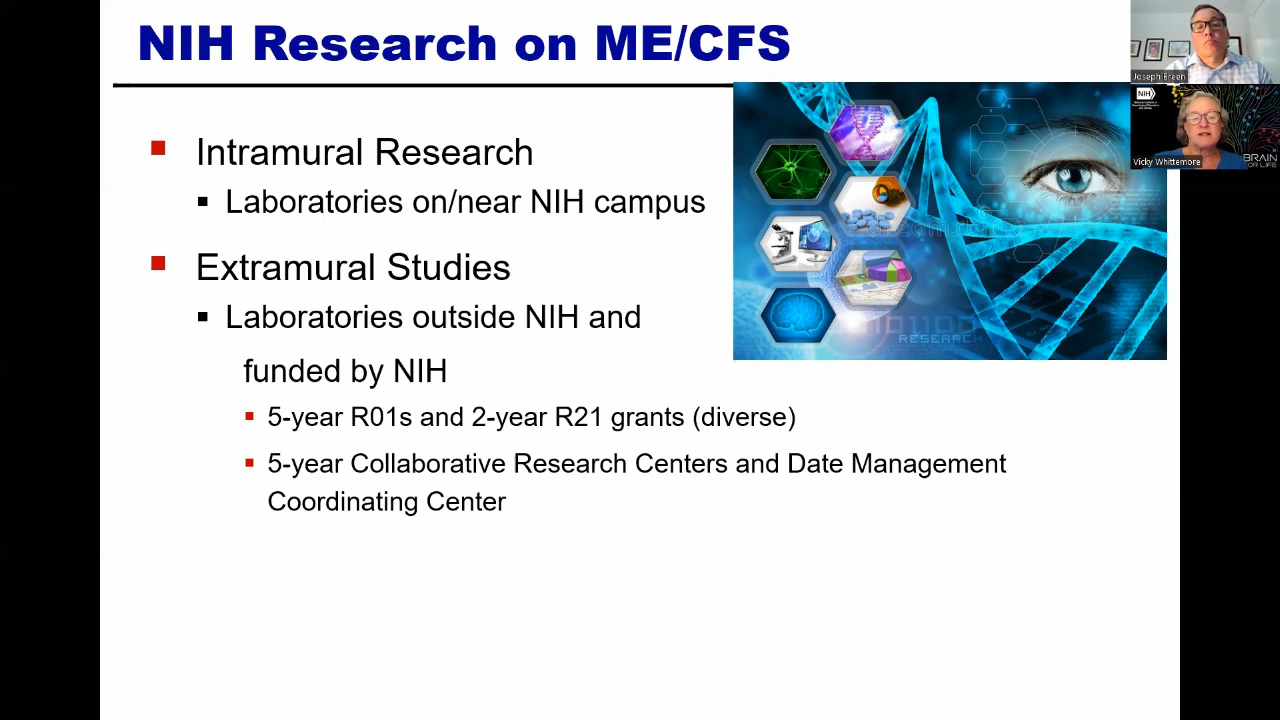 NIH Research on ME/CFS
Joseph Breen
NIH
Vicky Whittemore
BRAIN
Intramural Research
Laboratories on/near NIH campus
Extramural Studies
Laboratories outside NIH and
funded by NIH
5-year R01s and 2-year R21 grants (diverse)
5-year Collaborative Research Centers and Date Management
Coordinating Center
RESEARCH